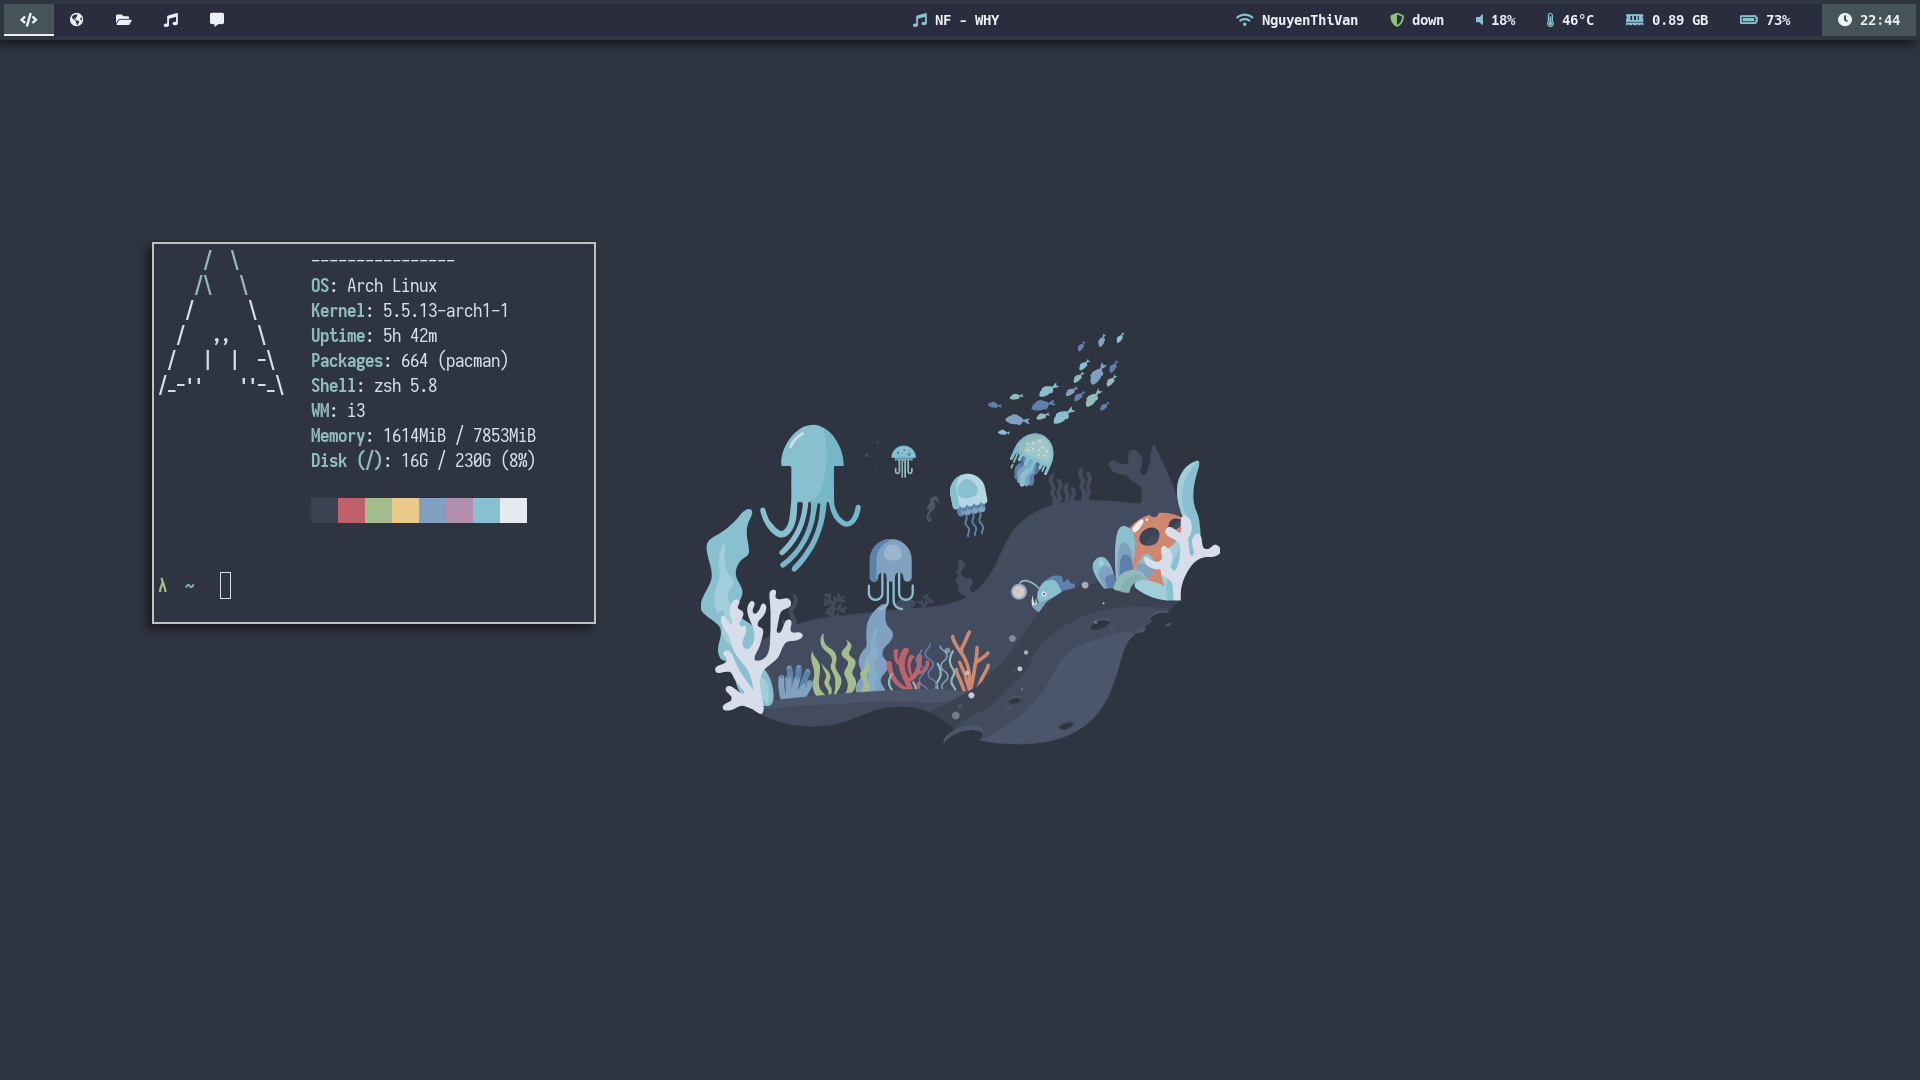 NF - WHY
NguyenThiVan
down
18%
46°C
0.89 GB
73%
22:44
----------------
OS: Arch Linux
Kernel: 5.5.13-arch1-1
Uptime: 5h 42m
Packages: 664 (pacman)
Shell: zsh 5.8
WM: i3
Memory: 1614MiB / 7853MiB
Disk (/): 16G / 230G (8%)
λ ~